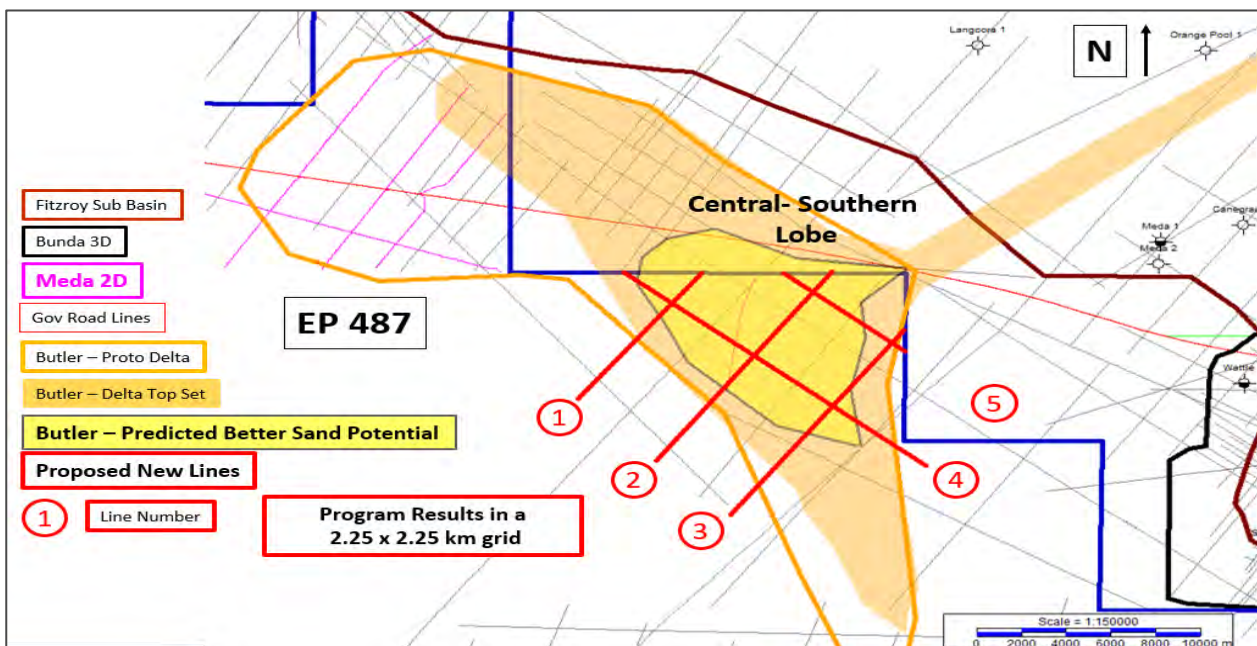 Langoora 1
Orange Pool 1
N
Central- Southern
Lobe
Meda 1
Meda 2
Fitzroy Sub Basin
Bunda 3D
Meda 2D
Gov Road Lines
Butler – Proto Delta
Butler – Delta Top Set
Butler – Predicted Better Sand Potential
Proposed New Lines
1
Line Number
EP 487
Program Results in a
2.25 x 2.25 km grid
1
2
3
4
5
Scale = 1:150000
0 2000 4000 6000 8000 10000 m